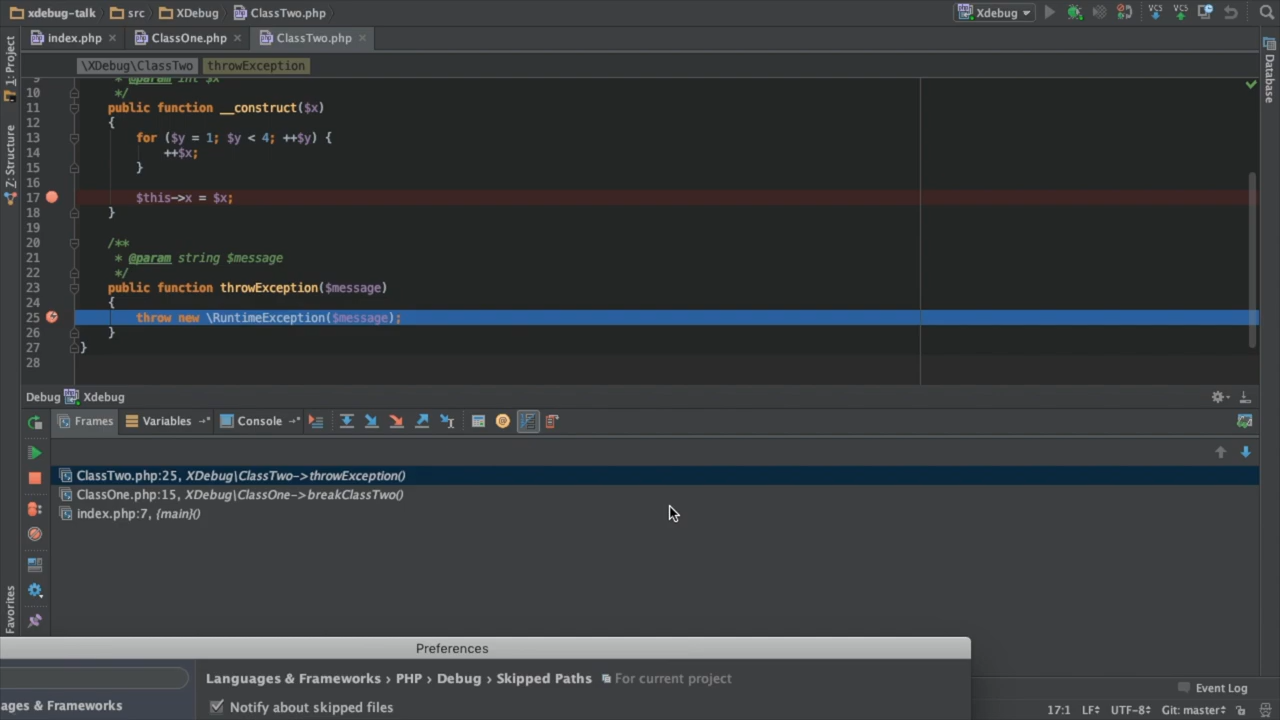 xdebug-talk src XDebug ClassTwo.php Xdebug VCS VCS
index.php ClassOne.php ClassTwo.php
1: Project
Z: Structure
Favorites
Database
\XDebug\ClassTwo throwException
9 * @param int $x
10 */
11 public function __construct($x)
12 {
13 for ($y = 1; $y < 4; ++$y) {
14 ++$x;
15 }
16
17 $this->x = $x;
18 }
19
20 /**
21 * @param string $message
22 */
23 public function throwException($message)
24 {
25 throw new \RuntimeException($message);
26 }
27 }
28
Debug Xdebug
Frames Variables Console
ClassTwo.php:25, XDebug\ClassTwo->throwException()
ClassOne.php:15, XDebug\ClassOne->breakClassTwo()
index.php:7, {main}()
Preferences
Languages & Frameworks › PHP › Debug › Skipped Paths For current project
ages & Frameworks
Notify about skipped files
Event Log
17:1 LF UTF-8 Git: master